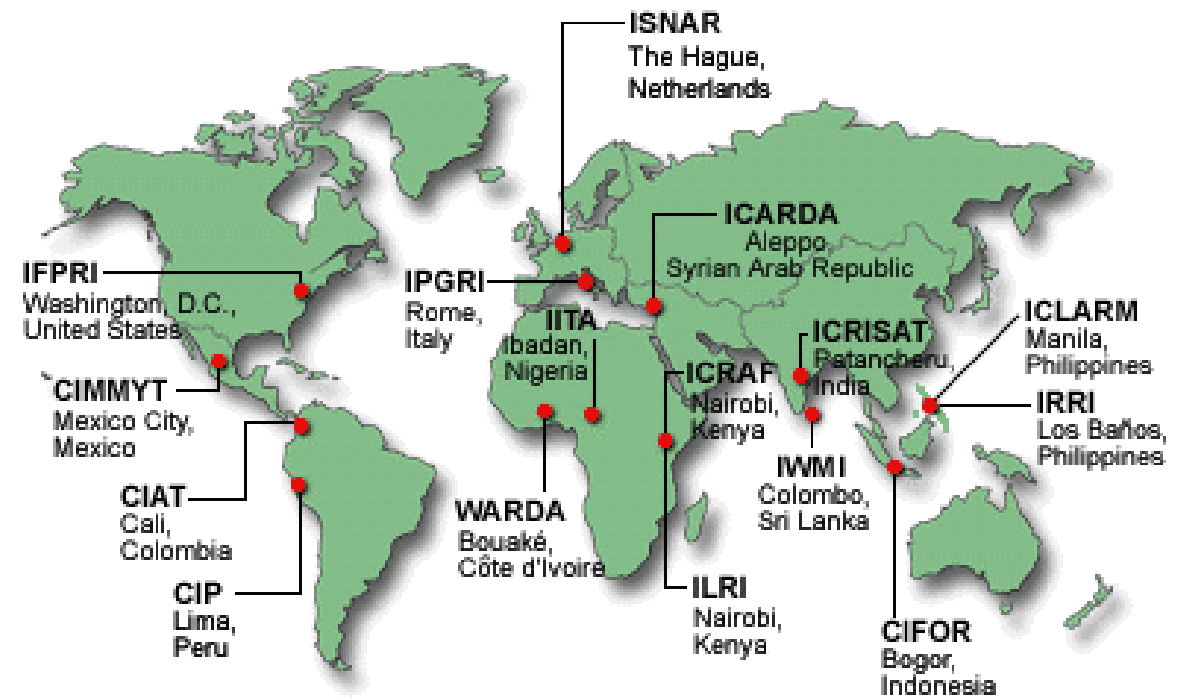 ISNAR
The Hague,
Netherlands
ICARDA
Aleppo,
Syrian Arab Republic
IFPRI
Washington, D.C.,
United States
IPGRI
Rome,
Italy
IITA
Ibadan,
Nigeria
ICRISAT
Patancheru,
India
ICLARM
Manila,
Philippines
CIMMYT
Mexico City,
Mexico
ICRAF
Nairobi,
Kenya
IRRI
Los Baños,
Philippines
IWMI
Colombo,
Sri Lanka
CIAT
Cali,
Colombia
WARDA
Bouaké,
Côte d'Ivoire
CIP
Lima,
Peru
ILRI
Nairobi,
Kenya
CIFOR
Bogor,
Indonesia